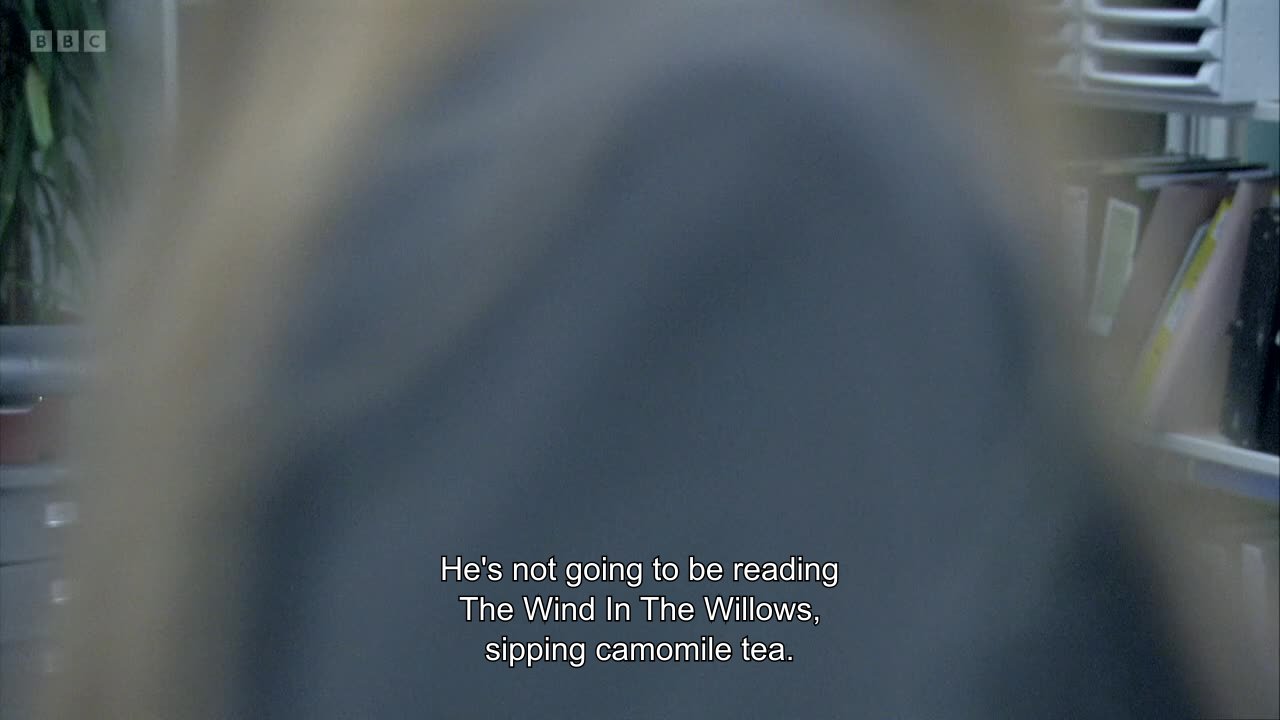 BBC
He's not going to be reading
The Wind In The Willows,
sipping camomile tea.